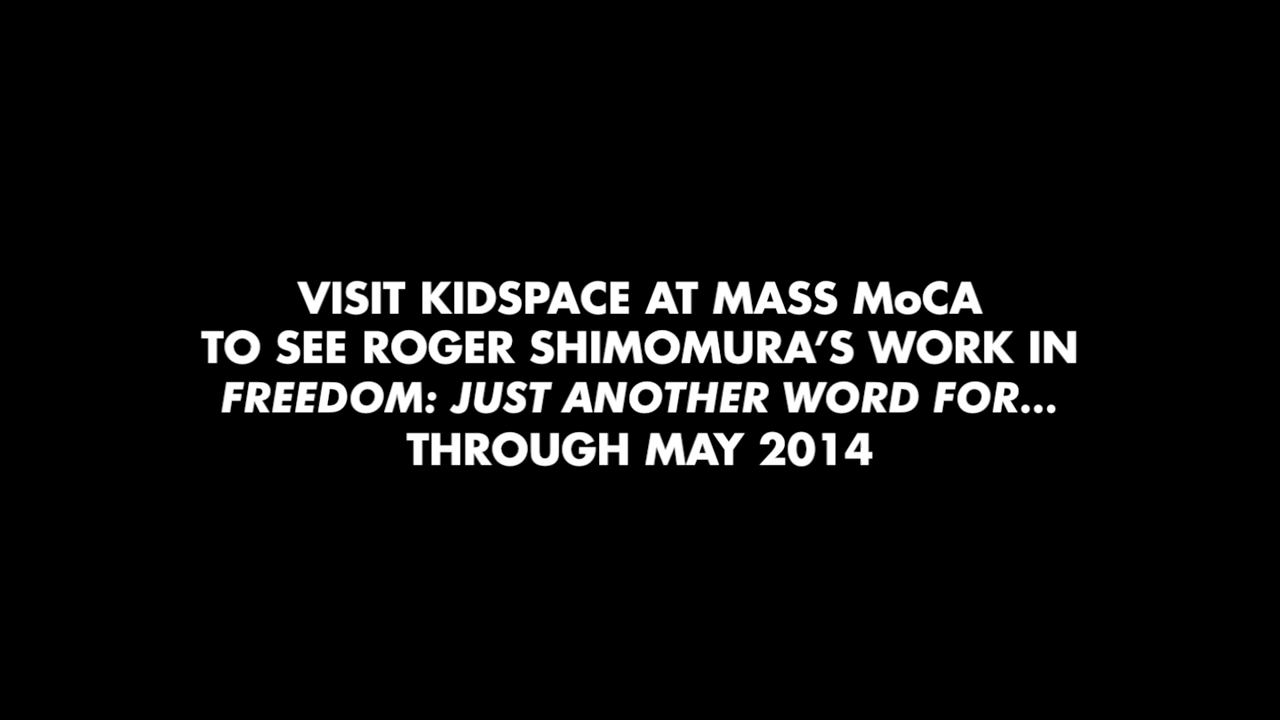 VISIT KIDSPACE AT MASS MoCA
TO SEE ROGER SHIMOMURA’S WORK IN
FREEDOM: JUST ANOTHER WORD FOR...
THROUGH MAY 2014